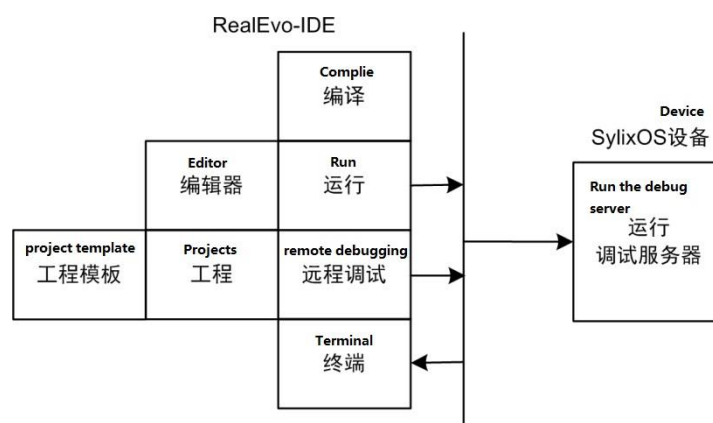 RealEvo-IDE
Complie
编译
Device
SylixOS设备
Editor
编辑器
Run
运行
Run the debug
server
运行
调试服务器
project template
工程模板
Projects
工程
remote debugging
远程调试
Terminal
终端